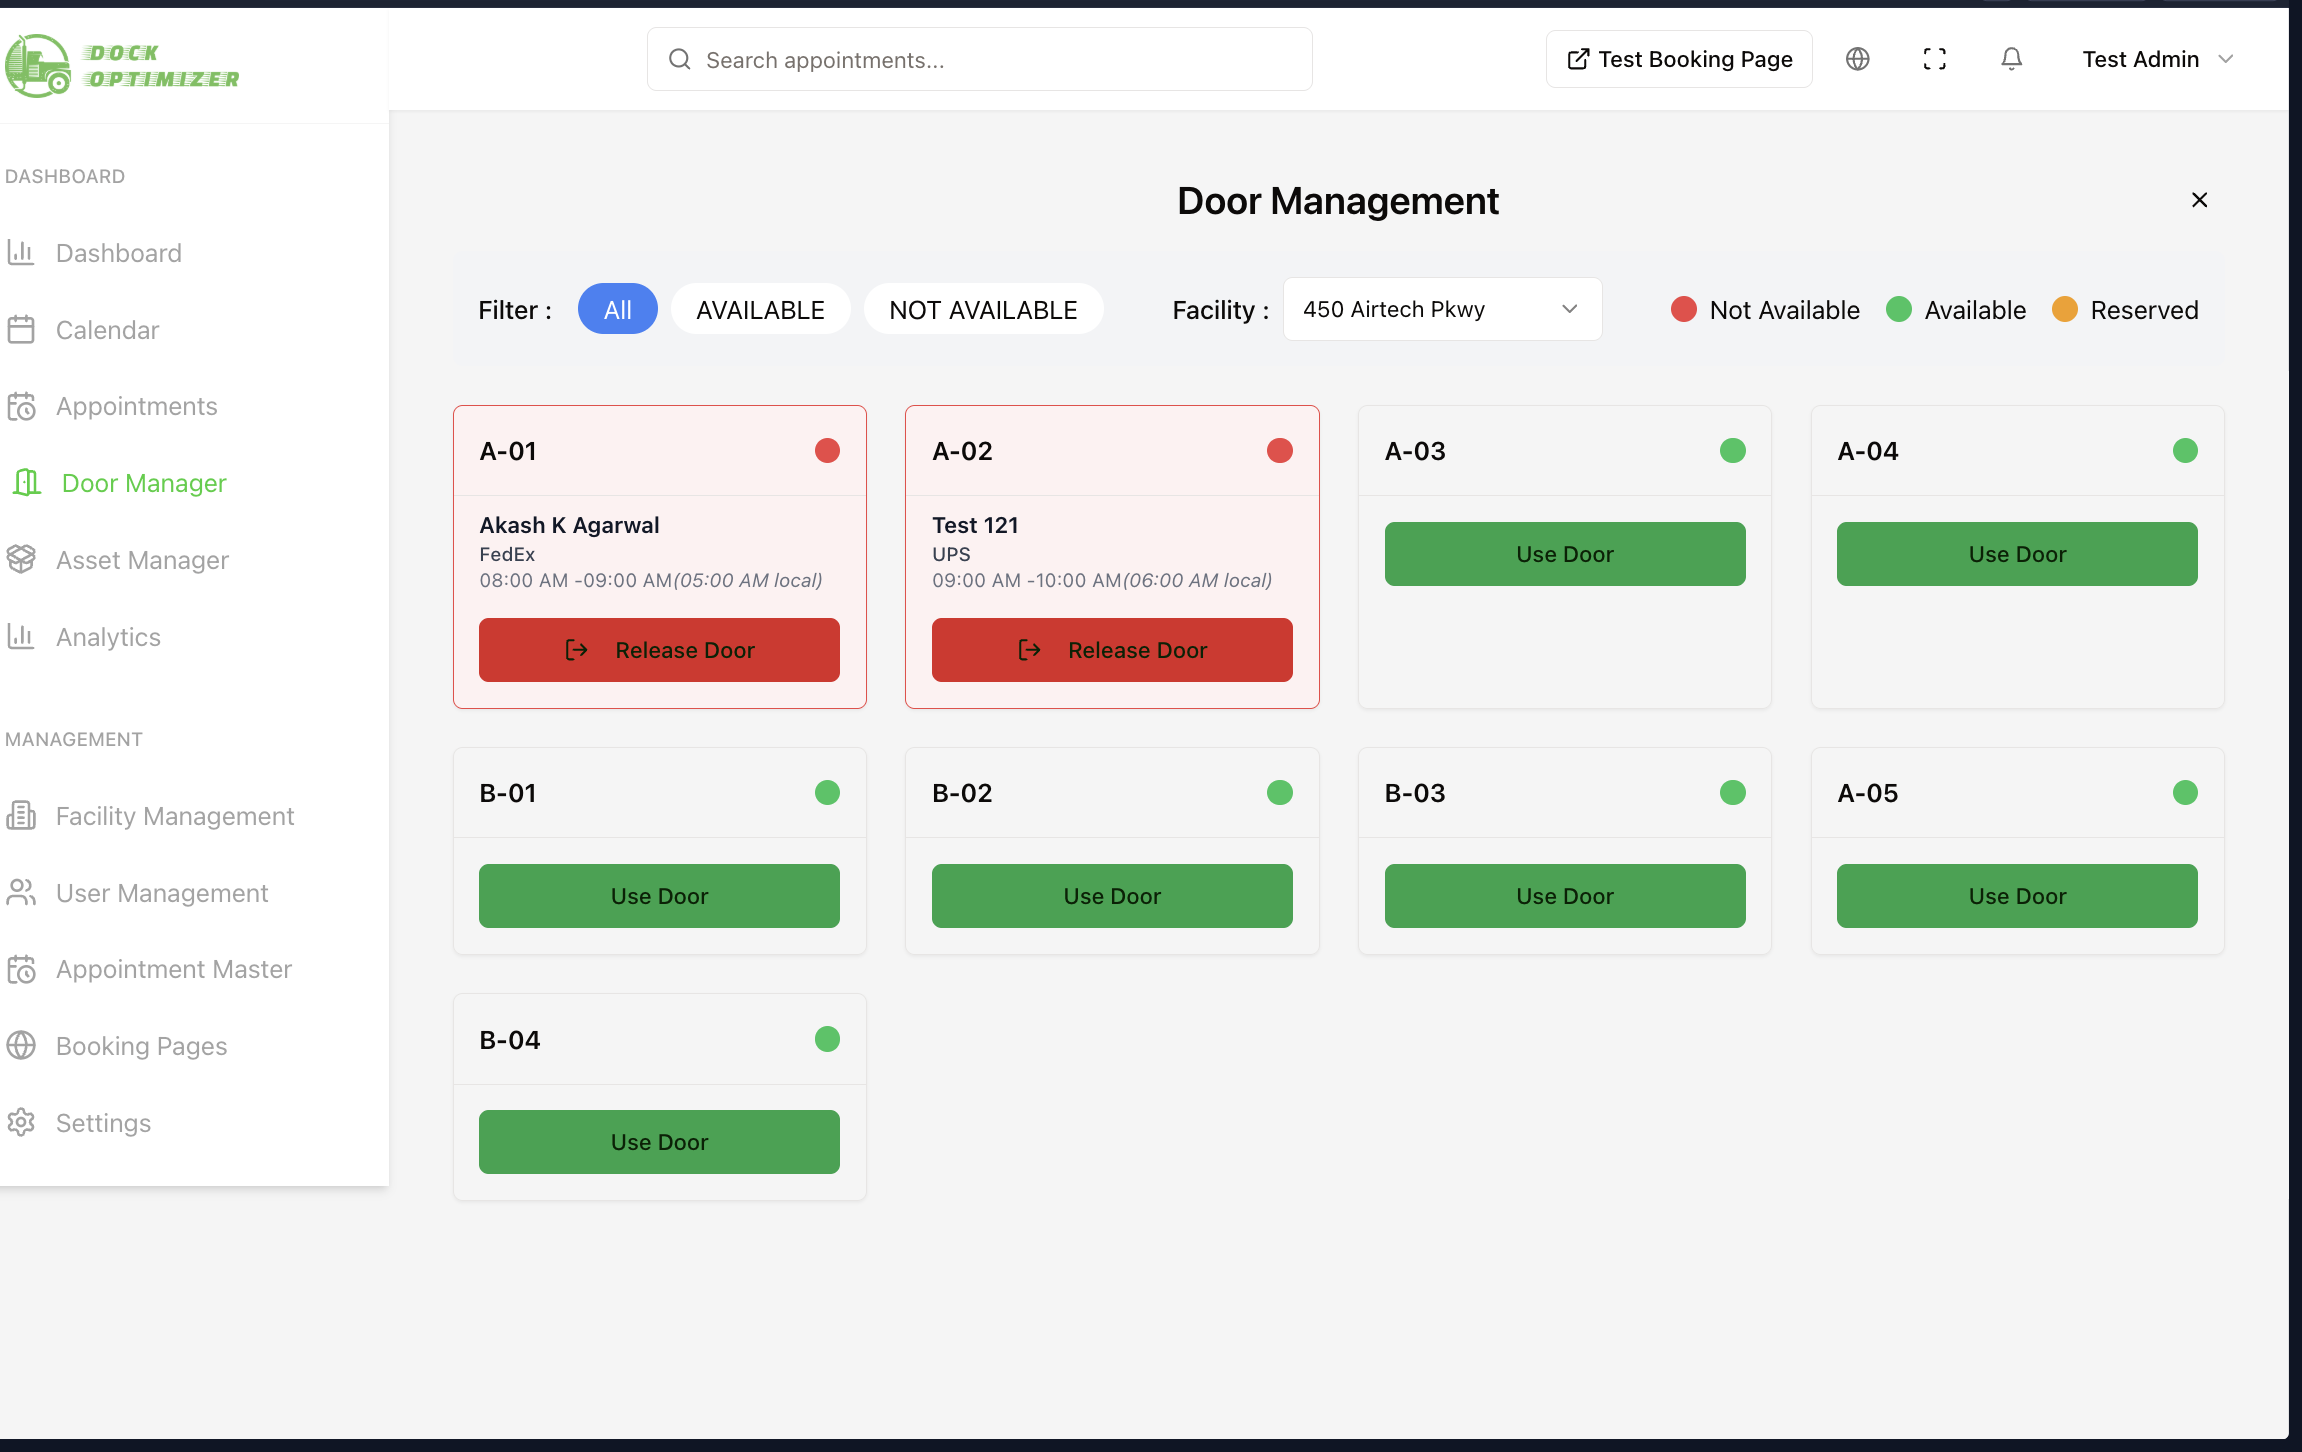 DOCK
OPTIMIZER
Search appointments...
Test Booking Page
Test Admin
DASHBOARD
Dashboard
Calendar
Appointments
Door Manager
Asset Manager
Analytics
MANAGEMENT
Facility Management
User Management
Appointment Master
Booking Pages
Settings
Door Management
Filter :
All
AVAILABLE
NOT AVAILABLE
Facility :
450 Airtech Pkwy
Not Available
Available
Reserved
A-01
Akash K Agarwal
FedEx
08:00 AM -09:00 AM(05:00 AM local)
Release Door
A-02
Test 121
UPS
09:00 AM -10:00 AM(06:00 AM local)
Release Door
A-03
Use Door
A-04
Use Door
B-01
Use Door
B-02
Use Door
B-03
Use Door
A-05
Use Door
B-04
Use Door